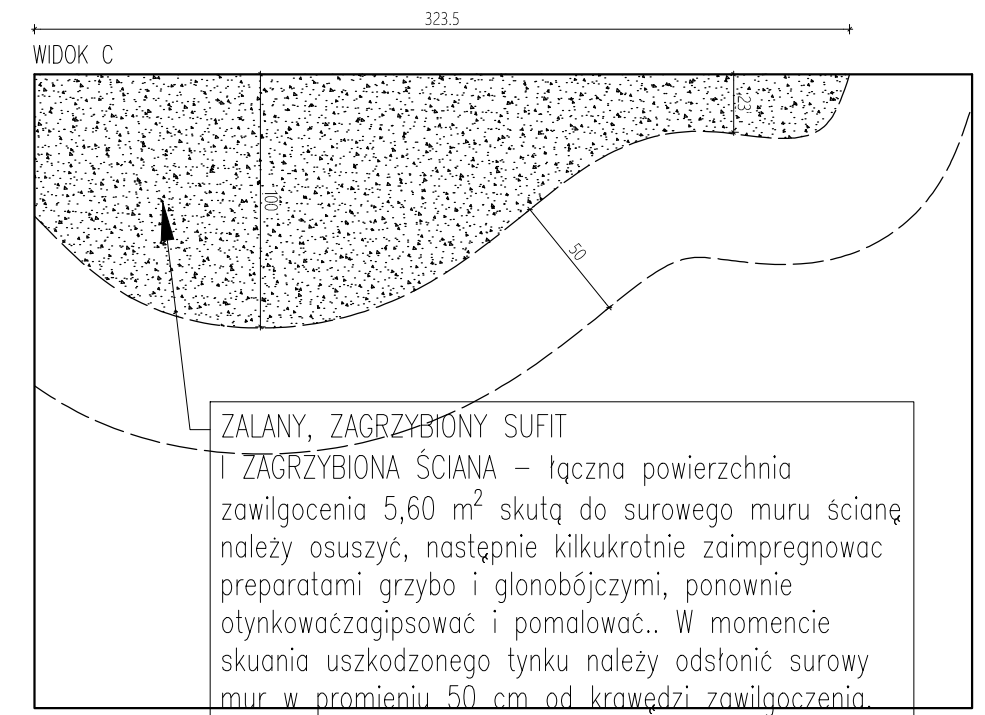 323.5
WIDOK C
23
100
50
ZALANY, ZAGRZYBIONY SUFIT
I ZAGRZYBIONA ŚCIANA – łączna powierzchnia
zawilgocenia 5,60 m² skutą do surowego muru ścianę
należy osuszyć, następnie kilkukrotnie zaimpregnowac
preparatami grzybo i glonobójczymi, ponownie
otynkowaćzagipsować i pomalować.. W momencie
skuania uszkodzonego tynku należy odsłonić surowy
mur w promieniu 50 cm od krawędzi zawilgoczenia.